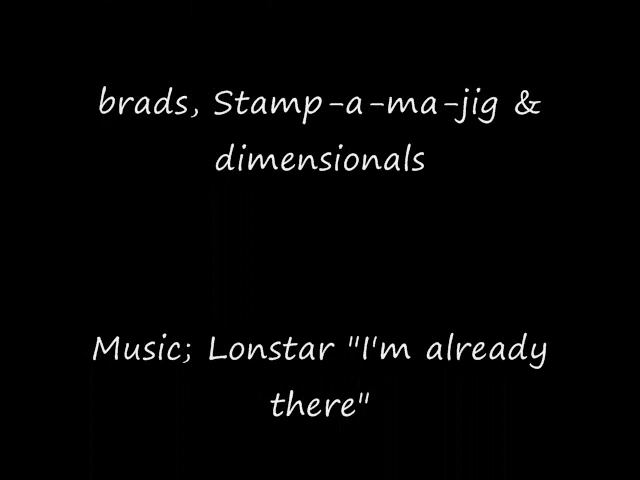 brads, Stamp-a-ma-jig &
dimensionals
Music; Lonstar "I'm already
there"